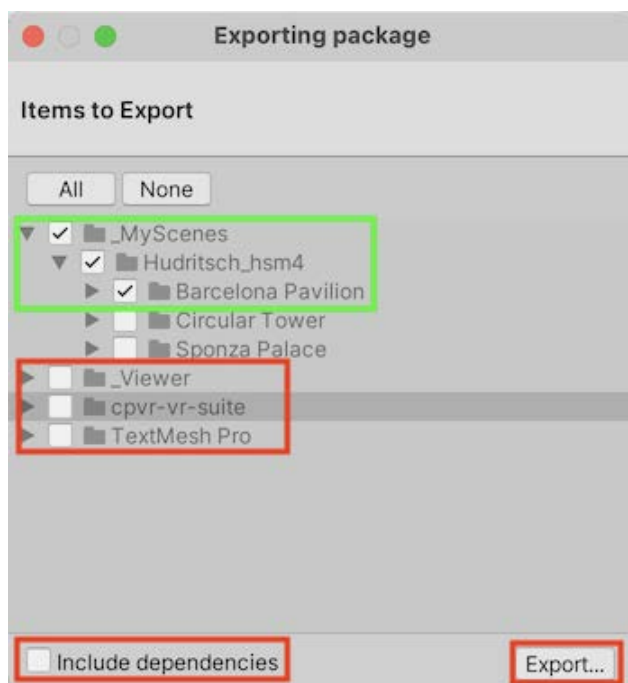 Exporting package
Items to Export
All None
_MyScenes
Hudritsch_hsm4
Barcelona Pavilion
Circular Tower
Sponza Palace
_Viewer
cpvr-vr-suite
TextMesh Pro
Include dependencies Export...